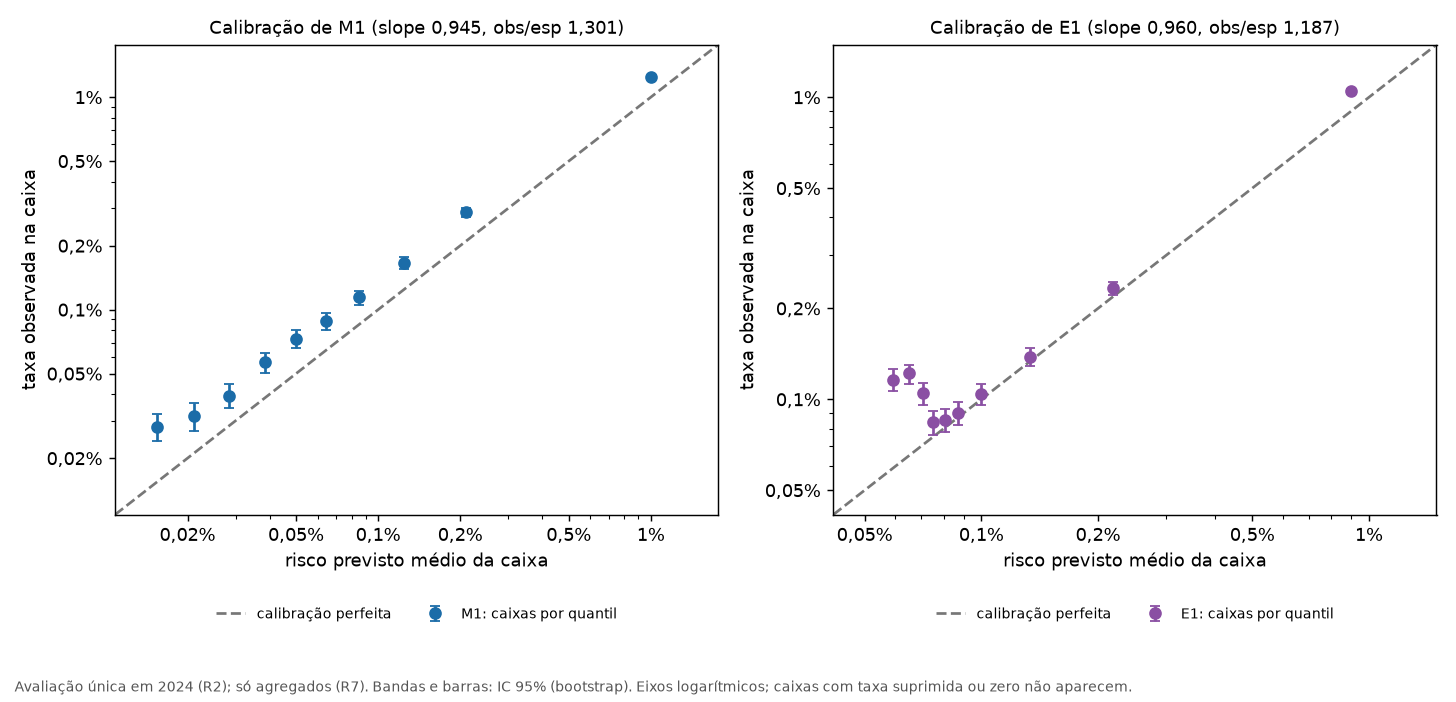 Calibração de M1 (slope 0,945, obs/esp 1,301)
taxa observada na caixa
1%
0,5%
0,2%
0,1%
0,05%
0,02%
0,02%
0,05%
0,1%
0,2%
0,5%
1%
risco previsto médio da caixa
calibração perfeita
M1: caixas por quantil
Calibração de E1 (slope 0,960, obs/esp 1,187)
taxa observada na caixa
1%
0,5%
0,2%
0,1%
0,05%
0,05%
0,1%
0,2%
0,5%
1%
risco previsto médio da caixa
calibração perfeita
E1: caixas por quantil
Avaliação única em 2024 (R2); só agregados (R7). Bandas e barras: IC 95% (bootstrap). Eixos logarítmicos; caixas com taxa suprimida ou zero não aparecem.